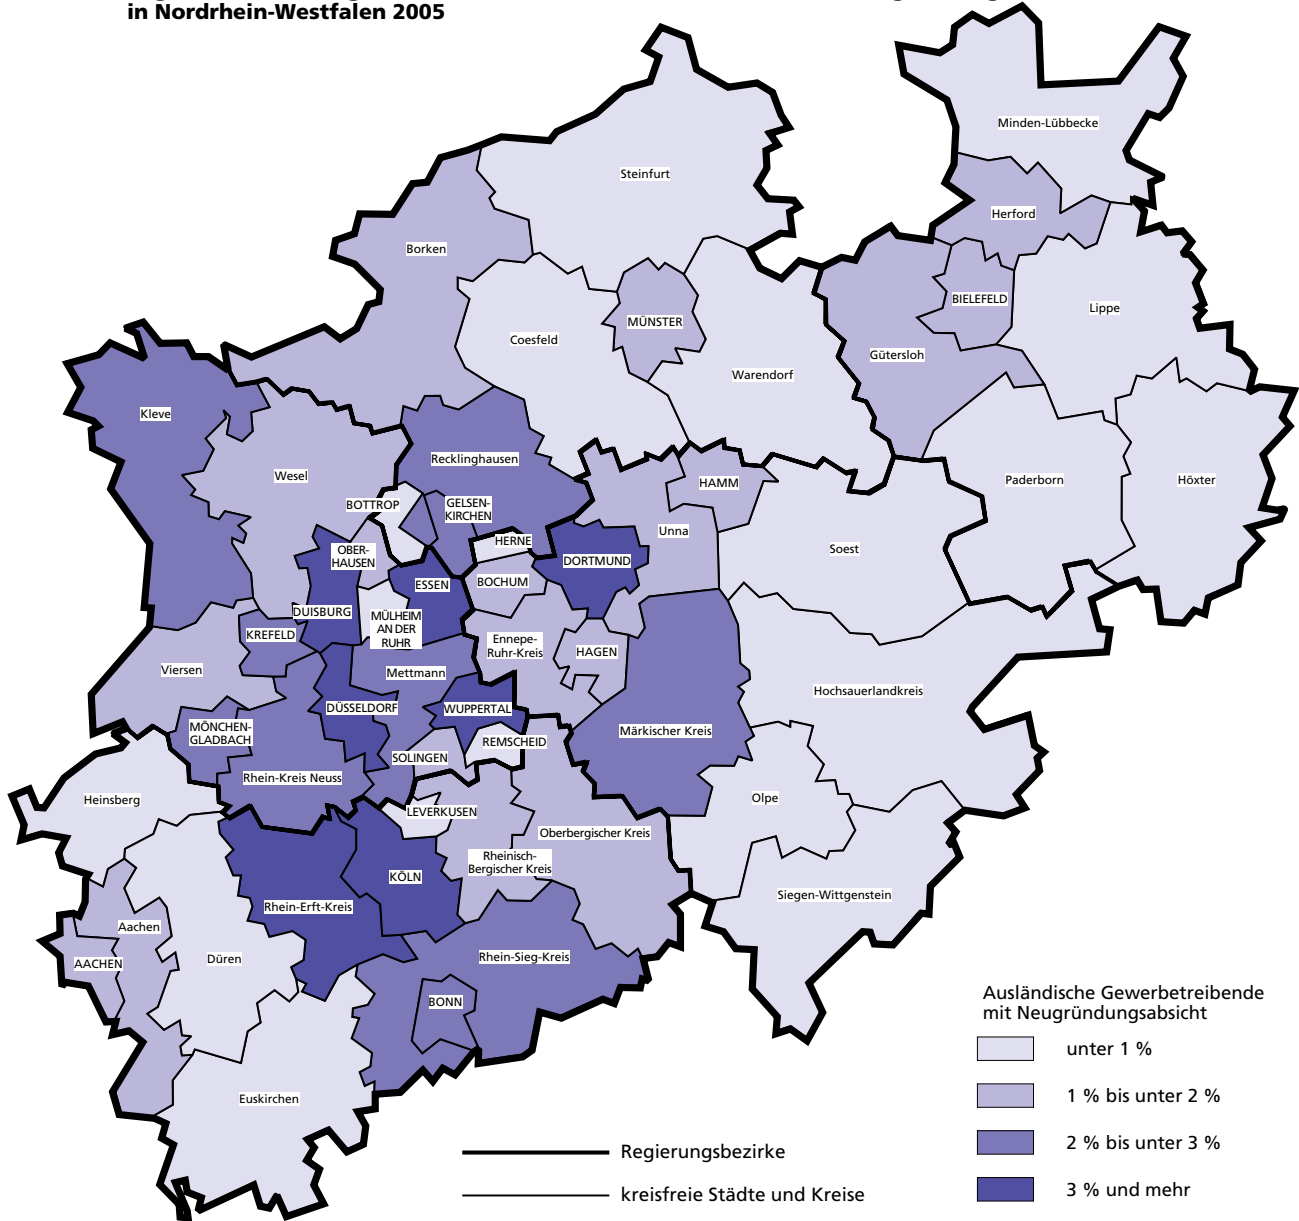 in Nordrhein-Westfalen 2005
Minden-Lübbecke
Steinfurt
Herford
Borken
BIELEFELD
Lippe
MÜNSTER
Coesfeld
Gütersloh
Warendorf
Kleve
Recklinghausen
Wesel
HAMM
Paderborn
Höxter
BOTTROP
GELSEN-
KIRCHEN
Unna
HERNE
Soest
OBER-
HAUSEN
DORTMUND
ESSEN
BOCHUM
DUISBURG
MÜLHEIM
AN DER
RUHR
KREFELD
Ennepe-
Ruhr-Kreis
HAGEN
Viersen
Mettmann
Hochsauerlandkreis
DÜSSELDORF
WUPPERTAL
MÖNCHEN-
GLADBACH
Märkischer Kreis
REMSCHEID
SOLINGEN
Rhein-Kreis Neuss
Heinsberg
Olpe
LEVERKUSEN
Oberbergischer Kreis
Rheinisch-
Bergischer Kreis
KÖLN
Siegen-Wittgenstein
Rhein-Erft-Kreis
Aachen
Düren
Rhein-Sieg-Kreis
AACHEN
BONN
Euskirchen
Ausländische Gewerbetreibende
mit Neugründungsabsicht
unter 1 %
1 % bis unter 2 %
2 % bis unter 3 %
3 % und mehr
Regierungsbezirke
kreisfreie Städte und Kreise